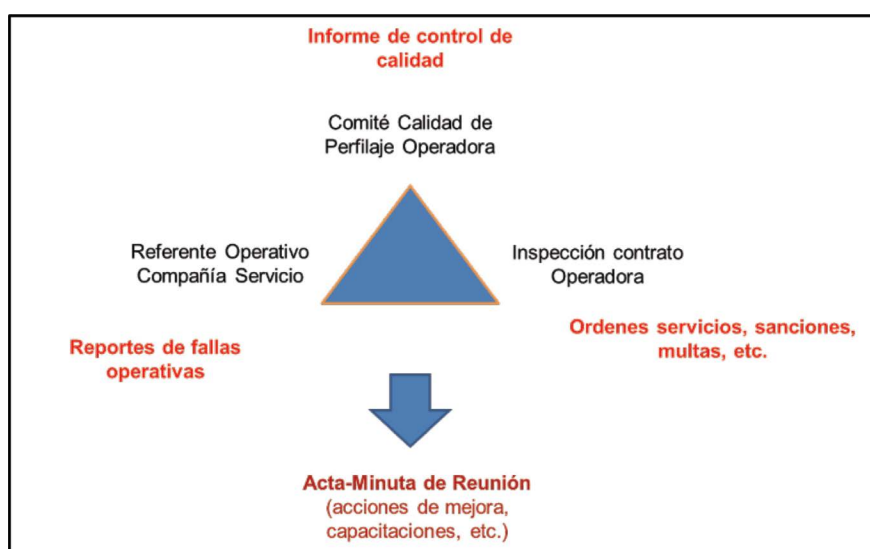 Informe de control de
calidad
Comité Calidad de
Perfilaje Operadora
Referente Operativo
Compañía Servicio
Inspección contrato
Operadora
Reportes de fallas
operativas
Ordenes servicios, sanciones,
multas, etc.
Acta-Minuta de Reunión
(acciones de mejora,
capacitaciones, etc.)